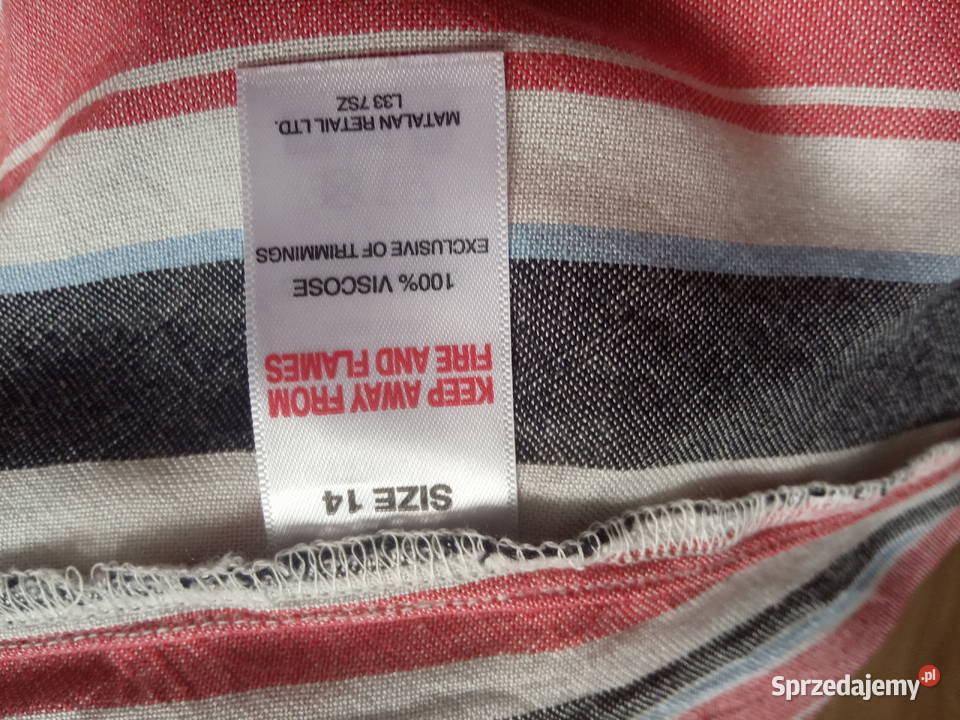 SIZE 14
KEEP AWAY FROM
FIRE AND FLAMES
100% VISCOSE
EXCLUSIVE OF TRIMMINGS
MATALAN RETAIL LTD.
L33 7SZ
Sprzedajemy.pl